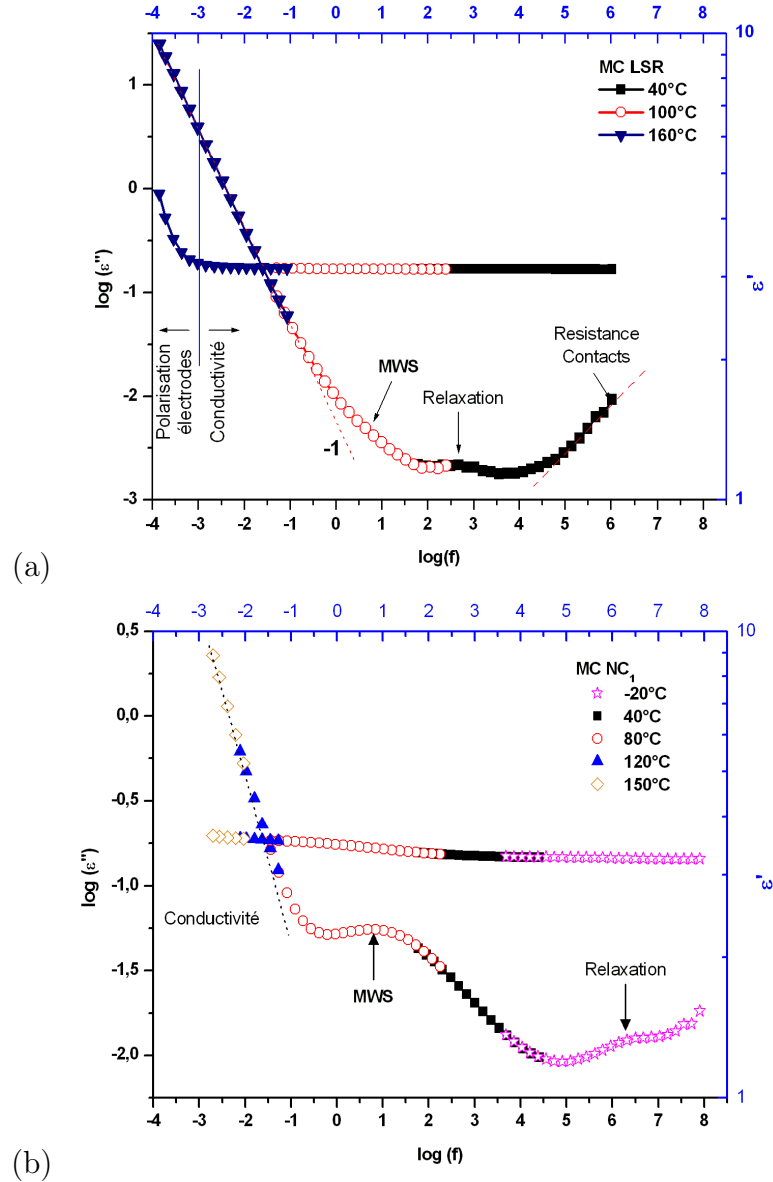 -4 -3 -2 -1 0 1 2 3 4 5 6 7 8
10
1
0
-1
-2
-3
log (ε'')
MC LSR
40°C
100°C
160°C
ε'
Polarisation
électrodes
Conductivité
MWS
Relaxation
Resistance
Contacts
-1
1
-4 -3 -2 -1 0 1 2 3 4 5 6 7 8
log(f)
(a)
-4 -3 -2 -1 0 1 2 3 4 5 6 7 8
10
0,5
0,0
-0,5
-1,0
-1,5
-2,0
log (ε'')
MC NC1
-20°C
40°C
80°C
120°C
150°C
ε'
Conductivité
MWS
Relaxation
1
-4 -3 -2 -1 0 1 2 3 4 5 6 7 8
log (f)
(b)